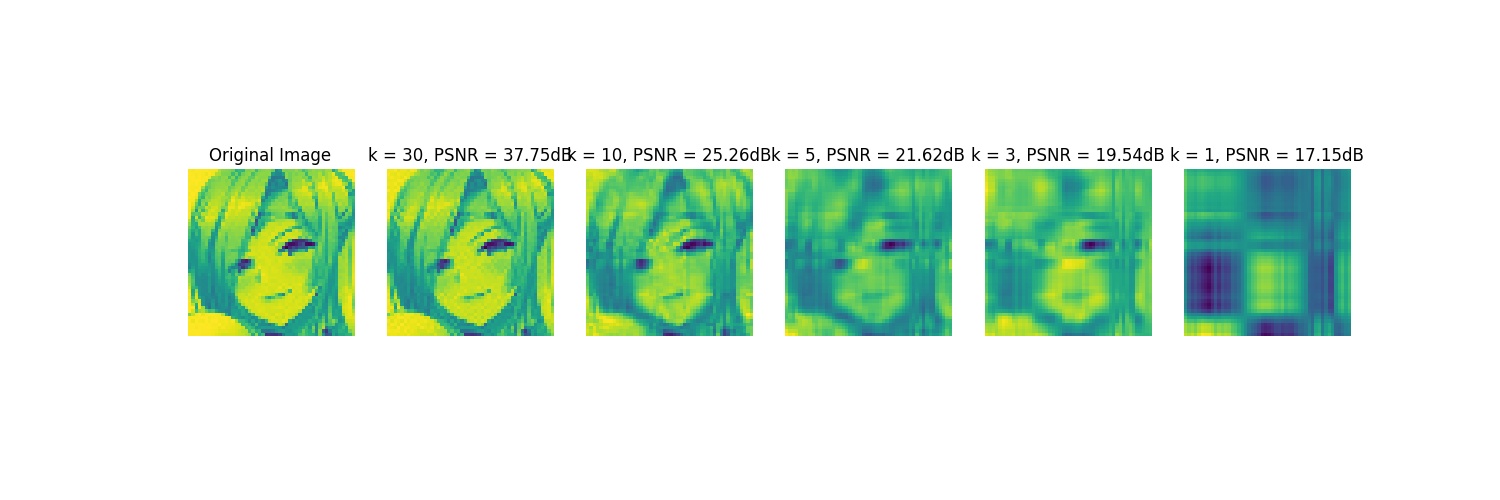 Original Image
k = 30, PSNR = 37.75dB
k = 10, PSNR = 25.26dB
k = 5, PSNR = 21.62dB
k = 3, PSNR = 19.54dB
k = 1, PSNR = 17.15dB